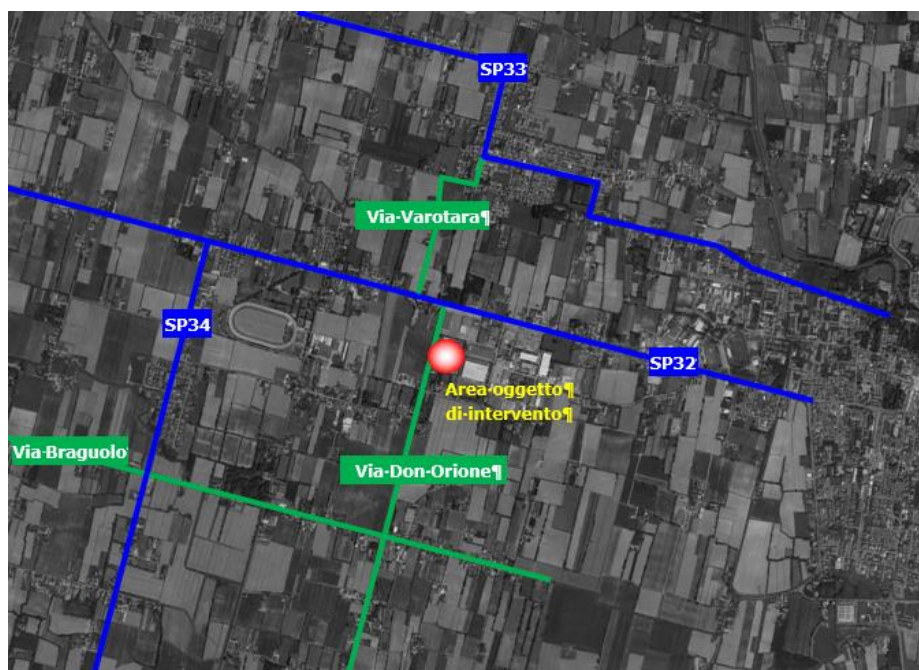 SP33
Via·Varotara¶
SP34
SP32
Area·oggetto¶
di·intervento¶
Via·Braguolo
Via·Don·Orione¶